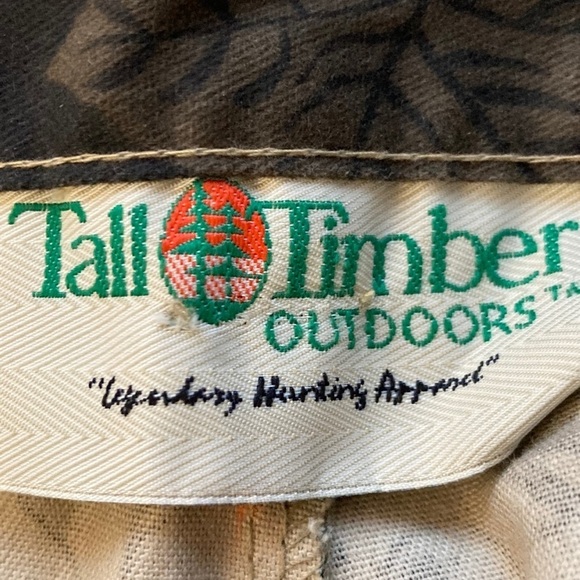 Tall Timber
OUTDOORS™
"Legendary Hunting Apparel"